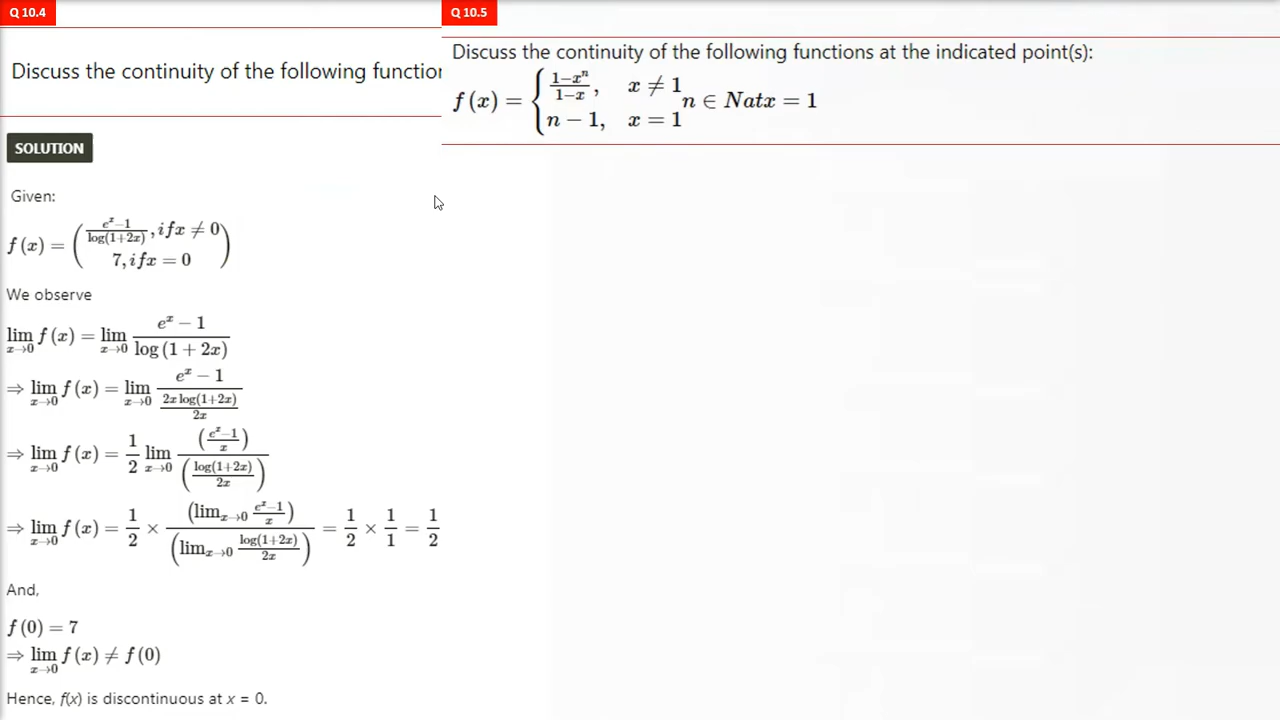 Q 10.4
Discuss the continuity of the following function
SOLUTION
Given:
f(x) = ( (e^x−1)/(log(1+2x)), ifx ≠ 0
7, ifx = 0 )
We observe
lim_{x→0} f(x) = lim_{x→0} (e^x − 1)/(log (1 + 2x))
⇒ lim_{x→0} f(x) = lim_{x→0} (e^x − 1)/((2x log(1+2x))/(2x))
⇒ lim_{x→0} f(x) = 1/2 lim_{x→0} ((e^x−1)/x)/((log(1+2x))/(2x))
⇒ lim_{x→0} f(x) = 1/2 × (lim_{x→0} (e^x−1)/x)/(lim_{x→0} (log(1+2x))/(2x)) = 1/2 × 1/1 = 1/2
And,
f(0) = 7
⇒ lim_{x→0} f(x) ≠ f(0)
Hence, f(x) is discontinuous at x = 0.
Q 10.5
Discuss the continuity of the following functions at the indicated point(s):
f(x) = { (1−x^n)/(1−x), x ≠ 1
n − 1, x = 1 n ∈ Natx = 1